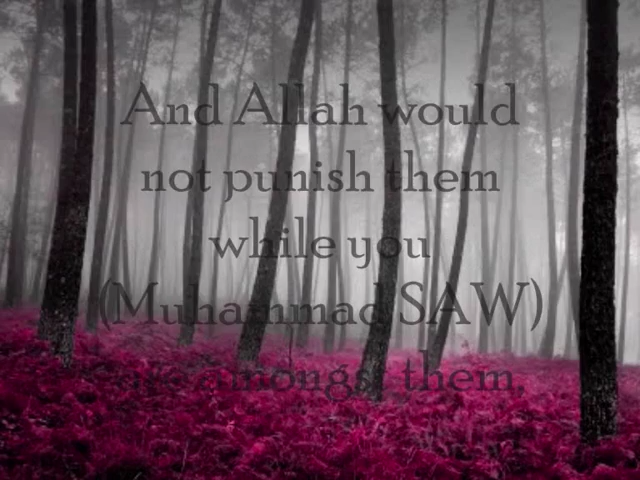 And Allah would
not punish them
while you
(Muhammad SAW)
are amongst them,